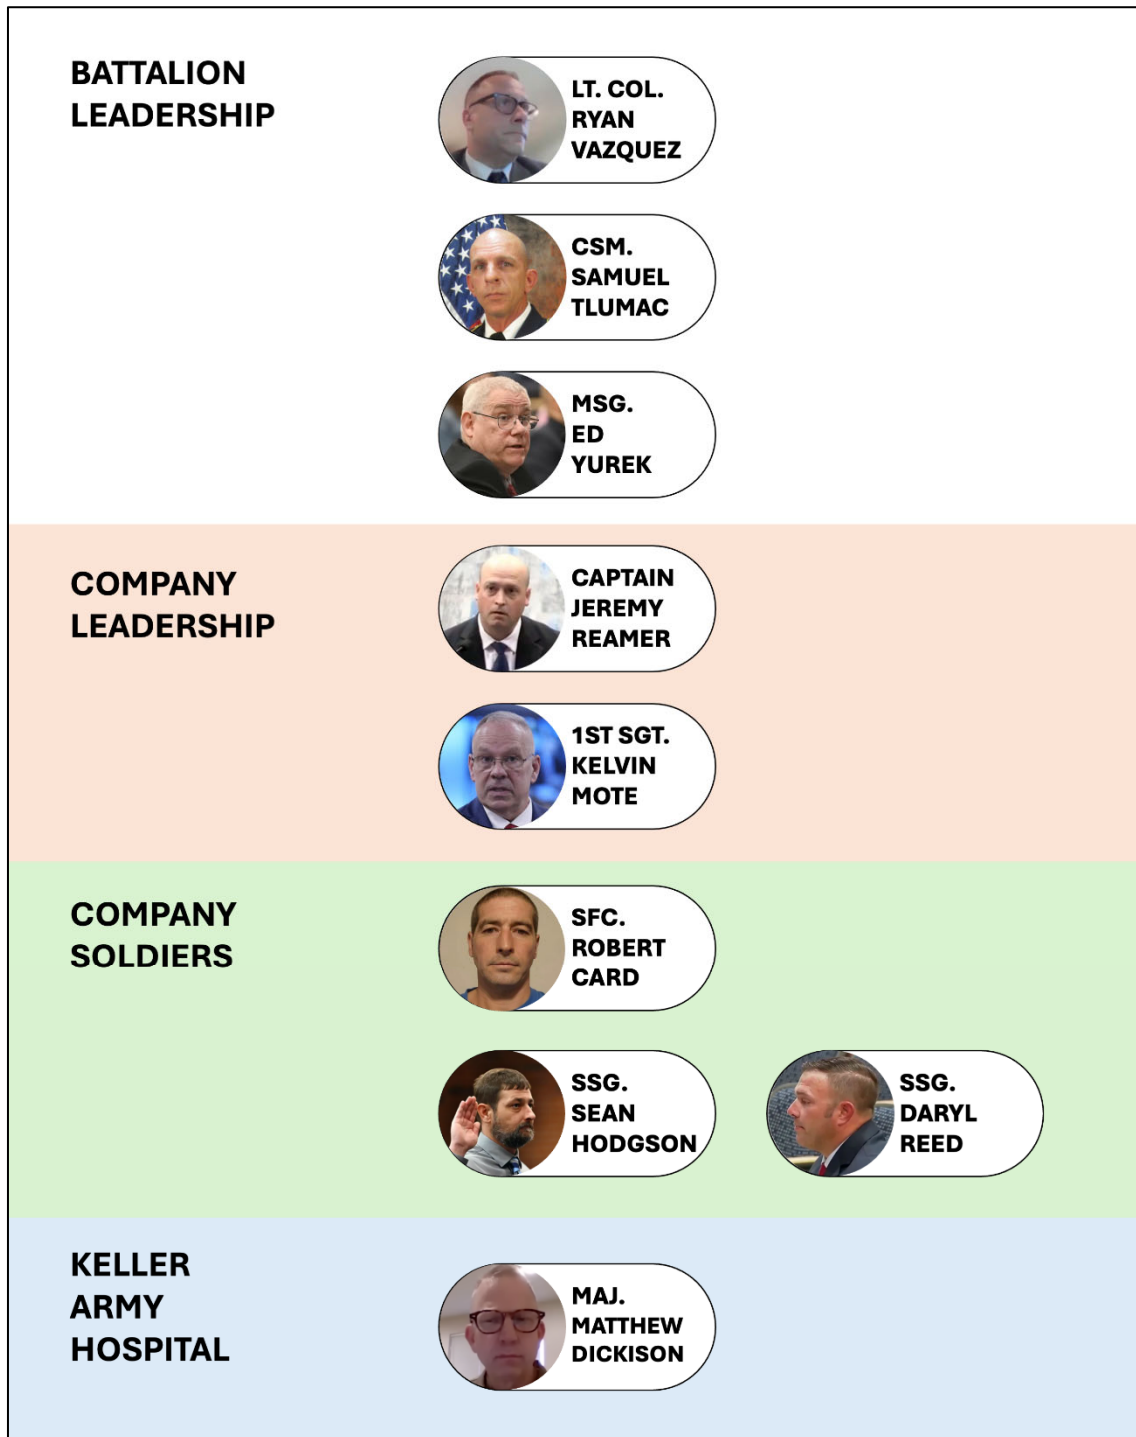 BATTALION
LEADERSHIP
LT. COL.
RYAN
VAZQUEZ
CSM.
SAMUEL
TLUMAC
MSG.
ED
YUREK
COMPANY
LEADERSHIP
CAPTAIN
JEREMY
REAMER
1ST SGT.
KELVIN
MOTE
COMPANY
SOLDIERS
SFC.
ROBERT
CARD
SSG.
SEAN
HODGSON
SSG.
DARYL
REED
KELLER
ARMY
HOSPITAL
MAJ.
MATTHEW
DICKISON